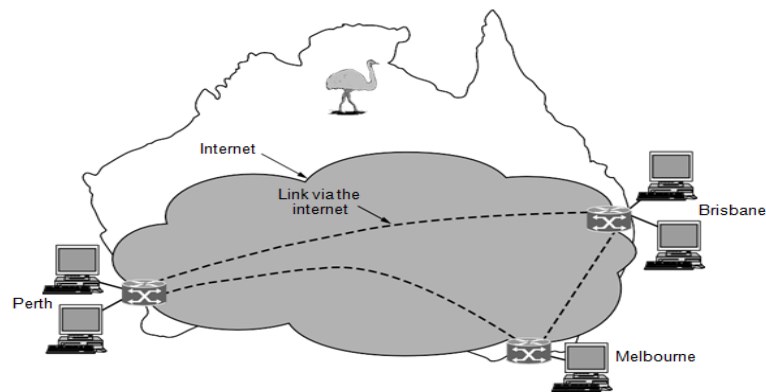 Internet
Link via the
internet
Brisbane
Perth
Melbourne